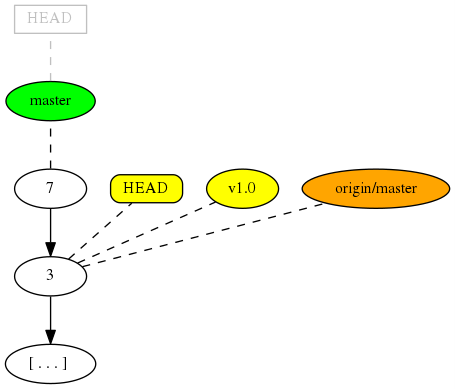 HEAD
master
7
HEAD
v1.0
origin/master
3
[ . . . ]